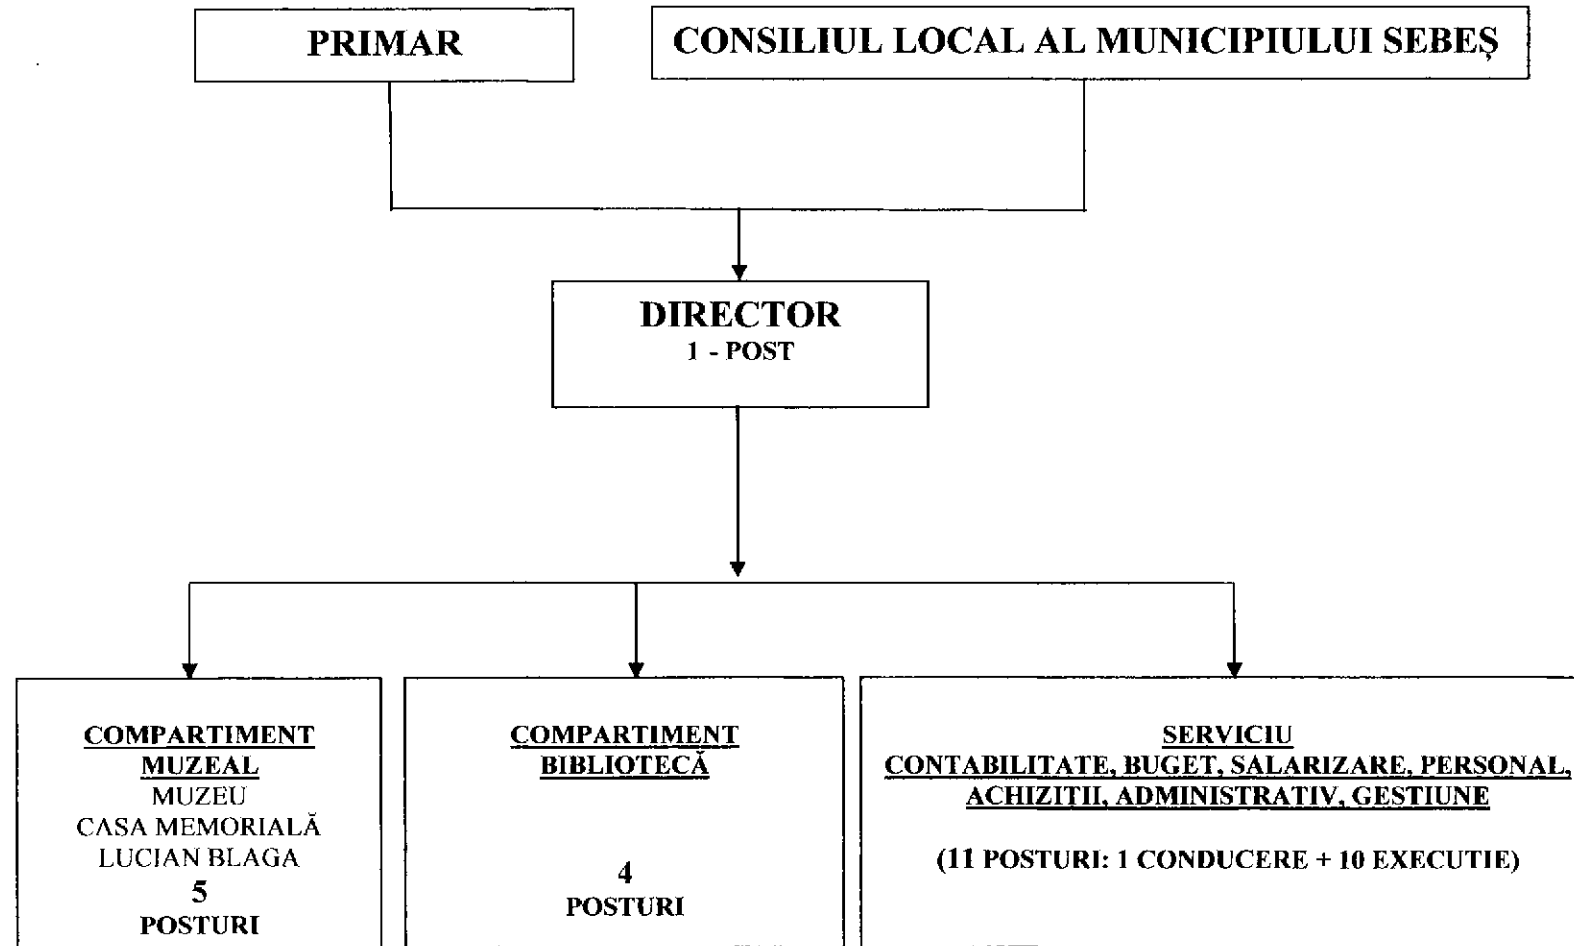 PRIMAR
CONSILIUL LOCAL AL MUNICIPIULUI SEBEȘ
DIRECTOR
1 - POST
COMPARTIMENT
MUZEAL
MUZEU
CASA MEMORIALĂ
LUCIAN BLAGA
5
POSTURI
COMPARTIMENT
BIBLIOTECĂ
4
POSTURI
SERVICIU
CONTABILITATE, BUGET, SALARIZARE, PERSONAL,
ACHIZIȚII, ADMINISTRATIV, GESTIUNE
(11 POSTURI: 1 CONDUCERE + 10 EXECUTIE)